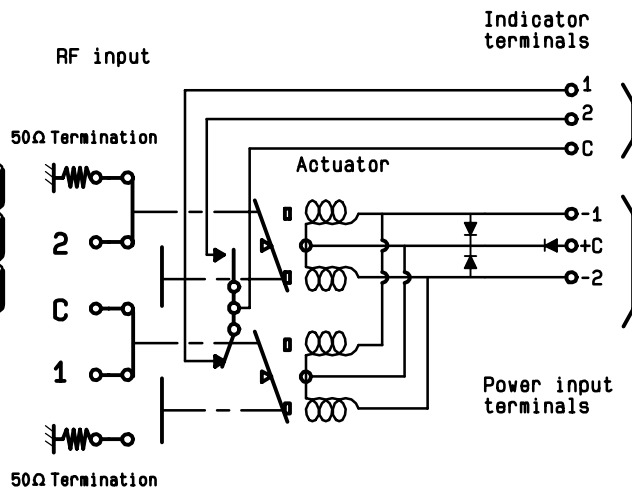 Indicator
terminals
RF input
1
2
50Ω Termination
C
Actuator
-1
2
+C
-2
C
1
Power input
terminals
50Ω Termination